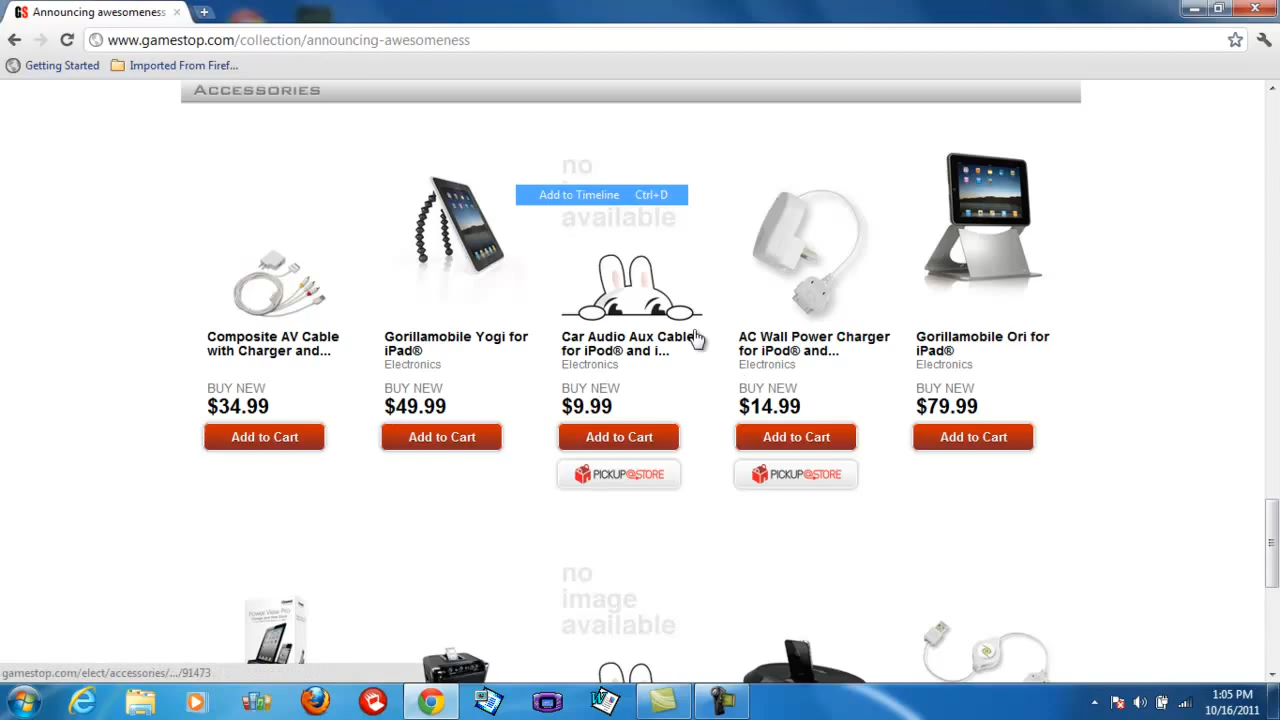 GS Announcing awesomeness
www.gamestop.com/collection/announcing-awesomeness
Getting Started
Imported From Firef...
ACCESSORIES
no
available
Add to Timeline Ctrl+D
Composite AV Cable
with Charger and...
BUY NEW
$34.99
Add to Cart
Gorillamobile Yogi for
iPad®
Electronics
BUY NEW
$49.99
Add to Cart
Car Audio Aux Cable
for iPod® and i...
Electronics
BUY NEW
$9.99
Add to Cart
PICKUP@STORE
AC Wall Power Charger
for iPod® and...
Electronics
BUY NEW
$14.99
Add to Cart
PICKUP@STORE
Gorillamobile Ori for
iPad®
Electronics
BUY NEW
$79.99
Add to Cart
Power View Pro
no
image
available
gamestop.com/elect/accessories/.../91473
1:05 PM
10/16/2011